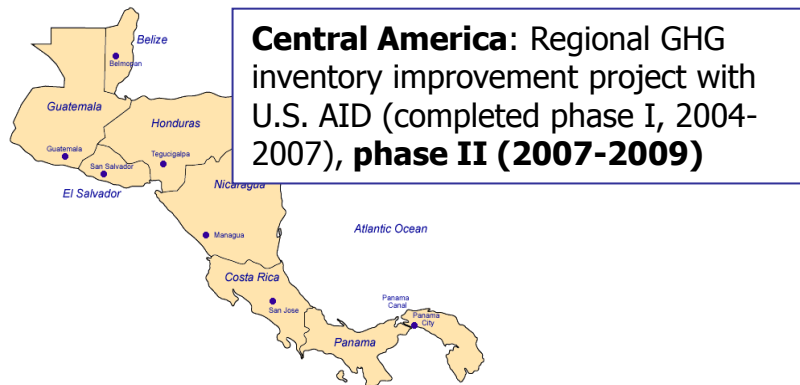 Central America: Regional GHG
inventory improvement project with
U.S. AID (completed phase I, 2004-
2007), phase II (2007-2009)
Belize
Belmopan
Guatemala
Honduras
Guatemala
Tegucigalpa
San Salvador
El Salvador
Nicaragua
Managua
Atlantic Ocean
Costa Rica
San Jose
Panama
Canal
Panama
City
Panama